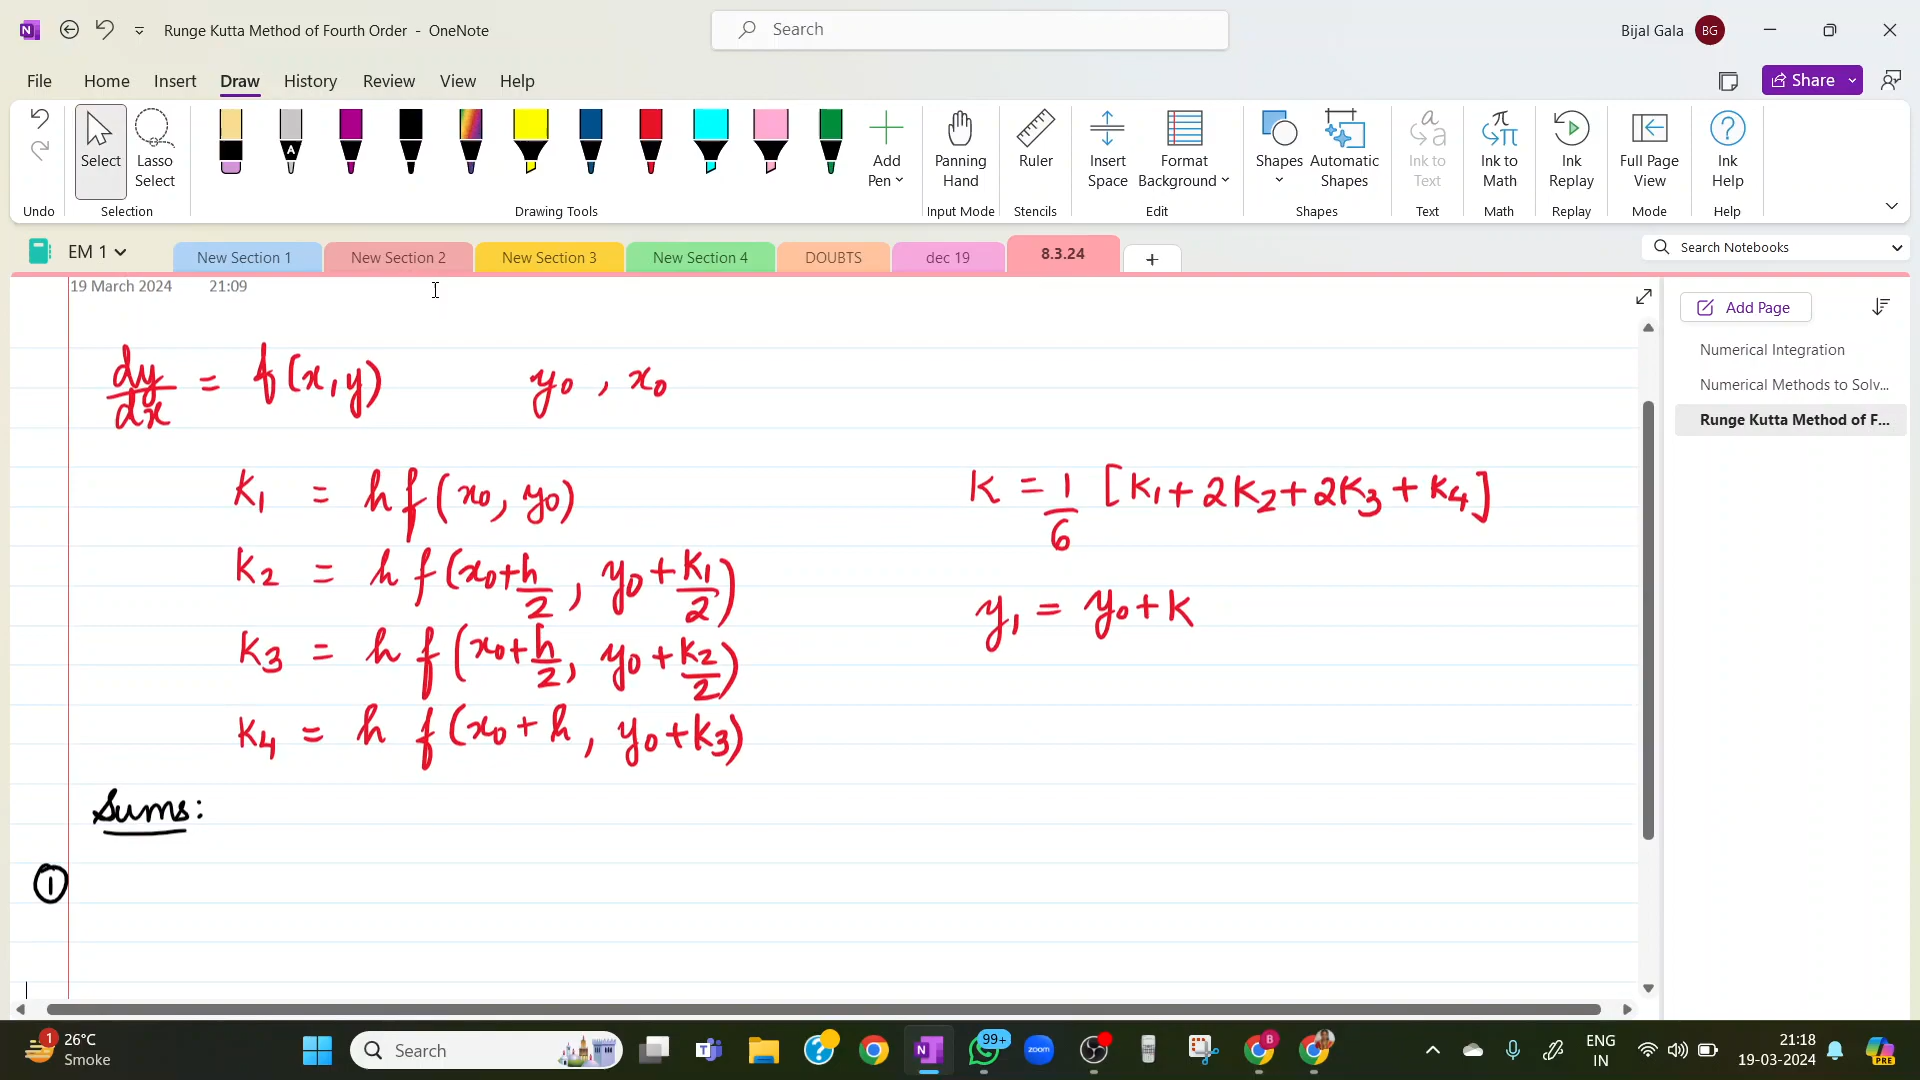 Runge Kutta Method of Fourth Order - OneNote
Search
Bijal Gala BG
File Home Insert Draw History Review View Help
Share
Select
Lasso Select
A
Add Pen
Panning Hand
Ruler
Insert Space
Format Background
Shapes
Automatic Shapes
Ink to Text
Ink to Math
Ink Replay
Full Page View
Ink Help
Undo Selection Drawing Tools Input Mode Stencils Edit Shapes Text Math Replay Mode Help
EM 1
New Section 1 New Section 2 New Section 3 New Section 4 DOUBTS dec 19 8.3.24 +
Search Notebooks
19 March 2024 21:09
Add Page
Numerical Integration
Numerical Methods to Solv...
Runge Kutta Method of F...
dy/dx = f(x,y) y₀, x₀
K₁ = h f(x₀, y₀)
K₂ = h f(x₀+h/2, y₀+K₁/2)
K₃ = h f(x₀+h/2, y₀+K₂/2)
K₄ = h f(x₀+h, y₀+K₃)
K = 1/6 [K₁+2K₂+2K₃+K₄]
y₁ = y₀+K
Sums:
①
1
26°C
Smoke
Search
99+
zoom
B
ENG
IN
21:18
19-03-2024
PRE